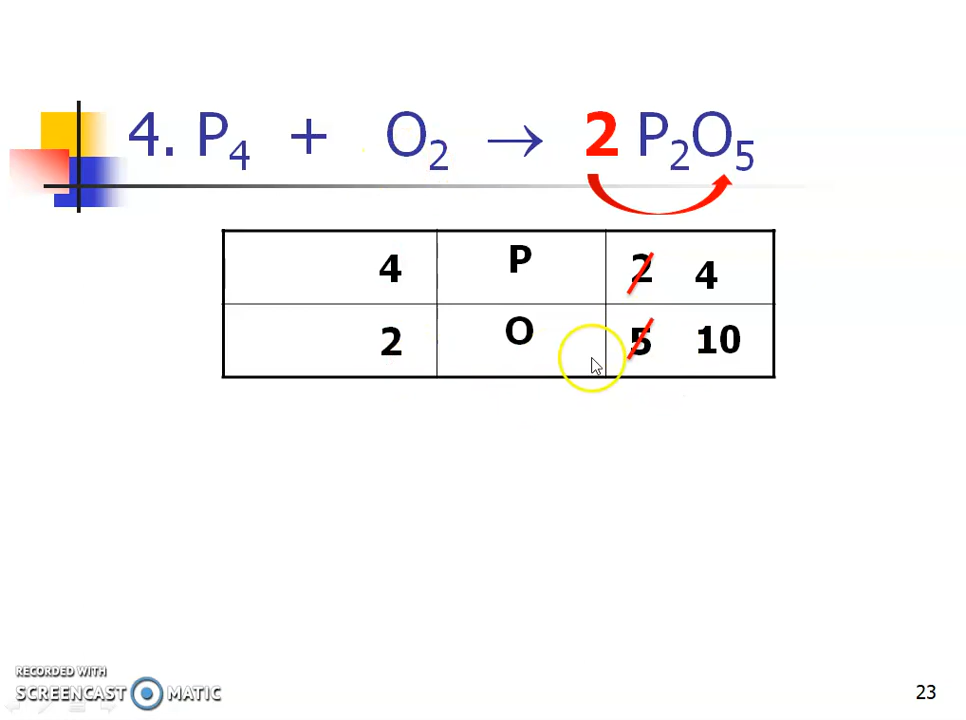 4. P₄ + O₂ → 2 P₂O₅
4 P 2 4
2 O 5 10
RECORDED WITH
SCREENCAST MATIC
23